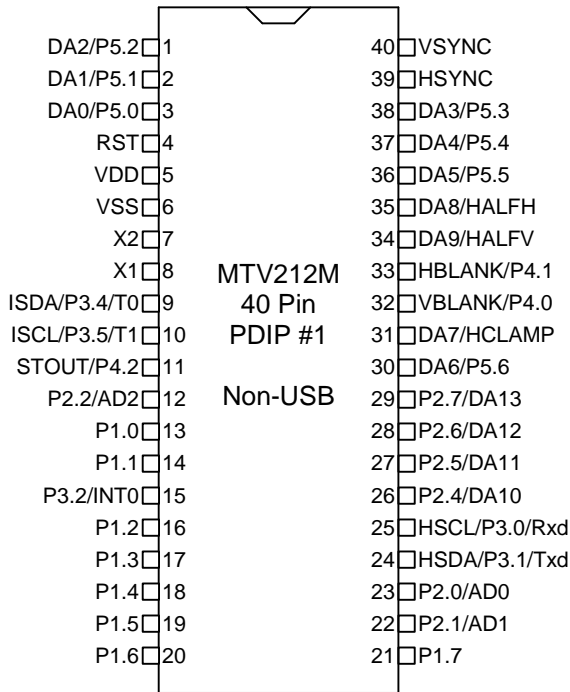 DA2/P5.2 1 40 VSYNC
DA1/P5.1 2 39 HSYNC
DA0/P5.0 3 38 DA3/P5.3
RST 4 37 DA4/P5.4
VDD 5 36 DA5/P5.5
VSS 6 35 DA8/HALFH
X2 7 34 DA9/HALFV
X1 8 MTV212M 33 HBLANK/P4.1
ISDA/P3.4/T0 9 40 Pin 32 VBLANK/P4.0
ISCL/P3.5/T1 10 PDIP #1 31 DA7/HCLAMP
STOUT/P4.2 11 30 DA6/P5.6
P2.2/AD2 12 Non-USB 29 P2.7/DA13
P1.0 13 28 P2.6/DA12
P1.1 14 27 P2.5/DA11
P3.2/INT0 15 26 P2.4/DA10
P1.2 16 25 HSCL/P3.0/Rxd
P1.3 17 24 HSDA/P3.1/Txd
P1.4 18 23 P2.0/AD0
P1.5 19 22 P2.1/AD1
P1.6 20 21 P1.7